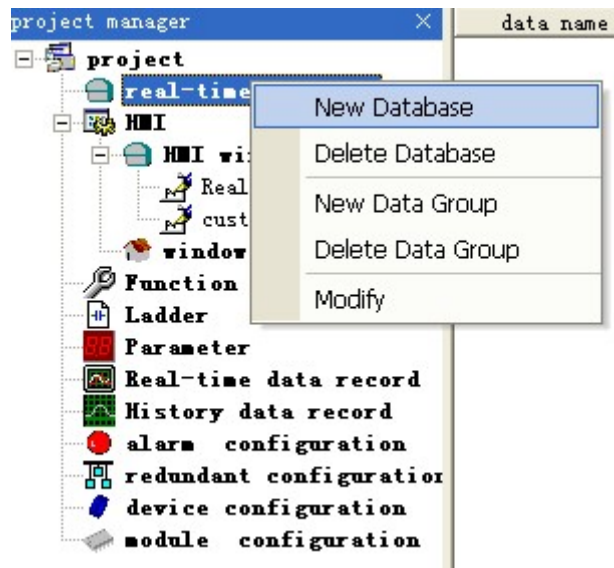 project manager
data name
project
real-time
New Database
HMI
Delete Database
HMI wi
Real
New Data Group
cust
window
Delete Data Group
Function
Modify
Ladder
Parameter
Real-time data record
History data record
alarm configuration
redundant configuration
device configuration
module configuration